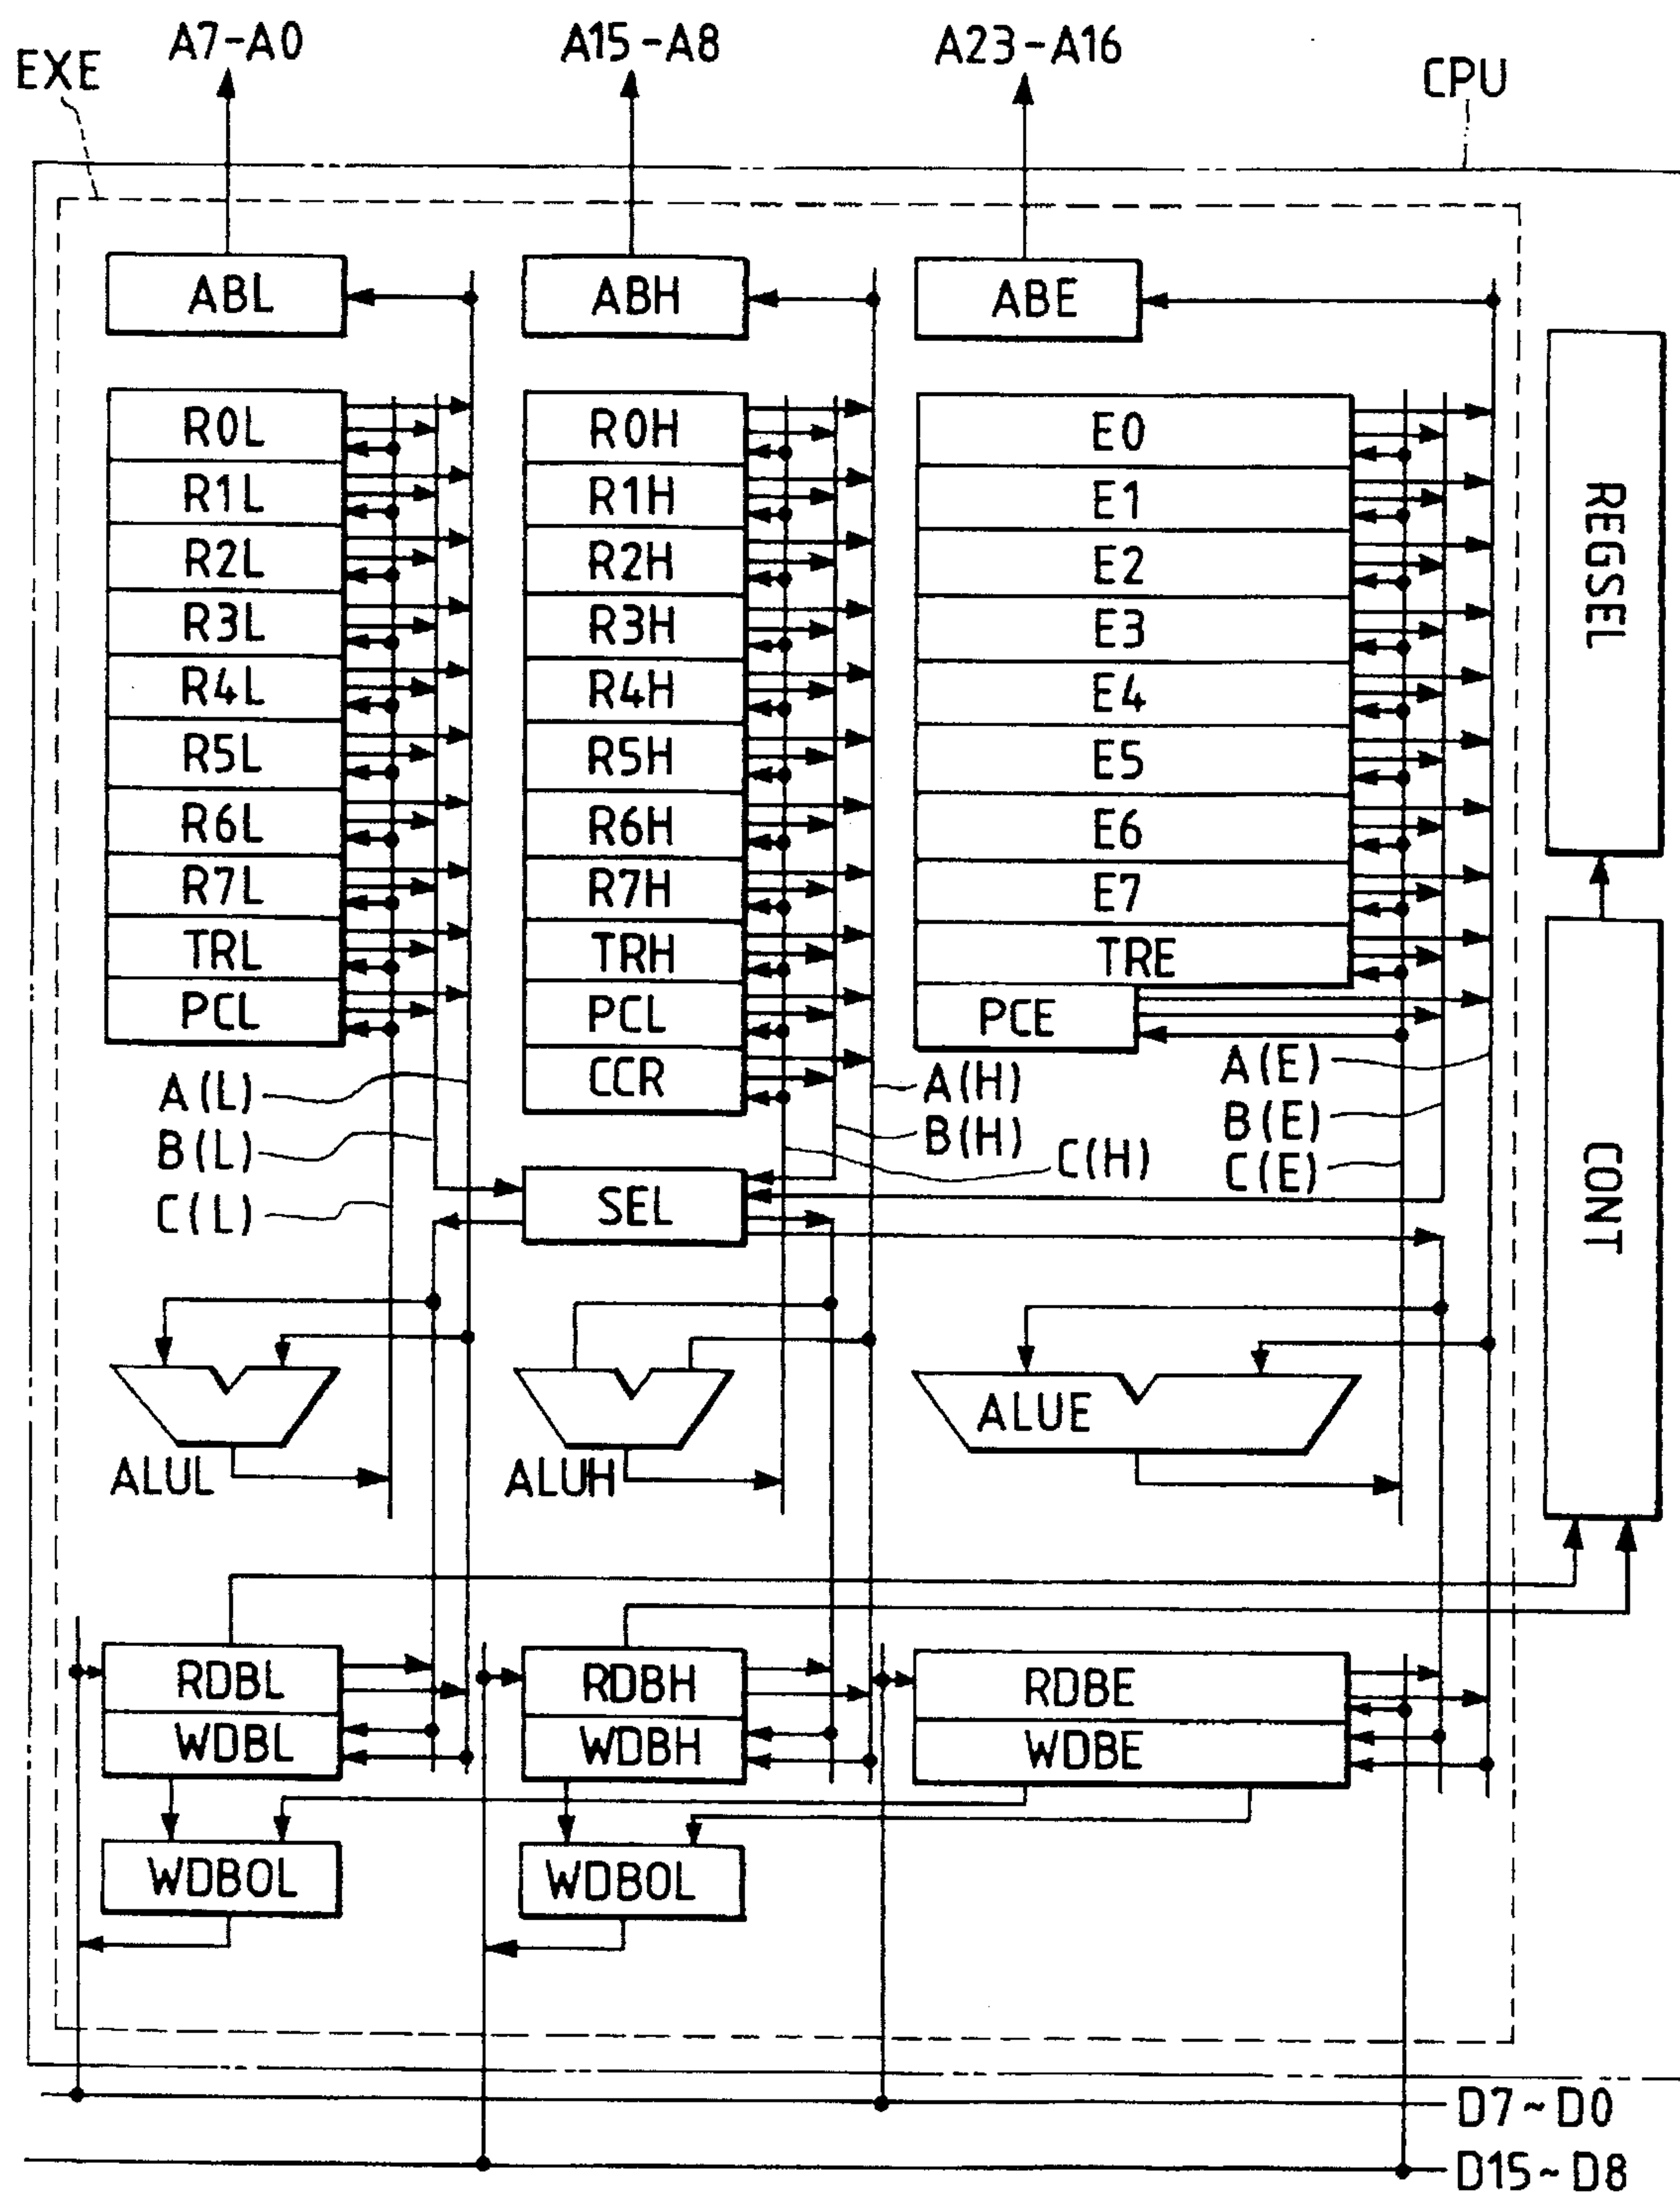 EXE
A7-A0
A15-A8
A23-A16
CPU
ABL
ABH
ABE
R0L
R1L
R2L
R3L
R4L
R5L
R6L
R7L
TRL
PCL
R0H
R1H
R2H
R3H
R4H
R5H
R6H
R7H
TRH
PCL
CCR
E0
E1
E2
E3
E4
E5
E6
E7
TRE
PCE
REGSEL
CONT
A(L)
B(L)
C(L)
A(H)
B(H)
C(H)
A(E)
B(E)
C(E)
SEL
ALUL
ALUH
ALUE
RDBL
WDBL
RDBH
WDBH
RDBE
WDBE
WDBOL
WDBOL
D7~D0
D15~D8